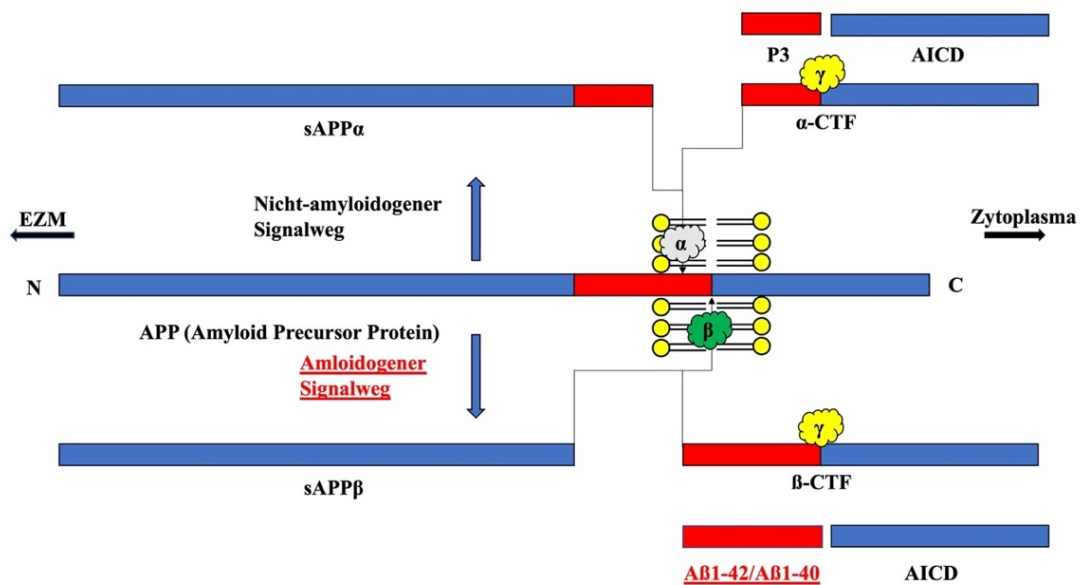 P3
AICD
γ
sAPPα
α-CTF
Nicht-amyloidogener
Signalweg
EZM
Zytoplasma
α
N
C
APP (Amyloid Precursor Protein)
β
Amloidogener
Signalweg
γ
sAPPβ
ß-CTF
Aß1-42/Aß1-40
AICD